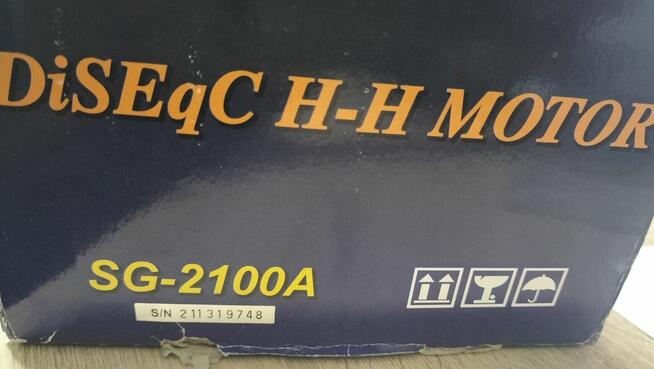 DiSEqC H-H MOTOR
SG-2100A
S/N 211319748